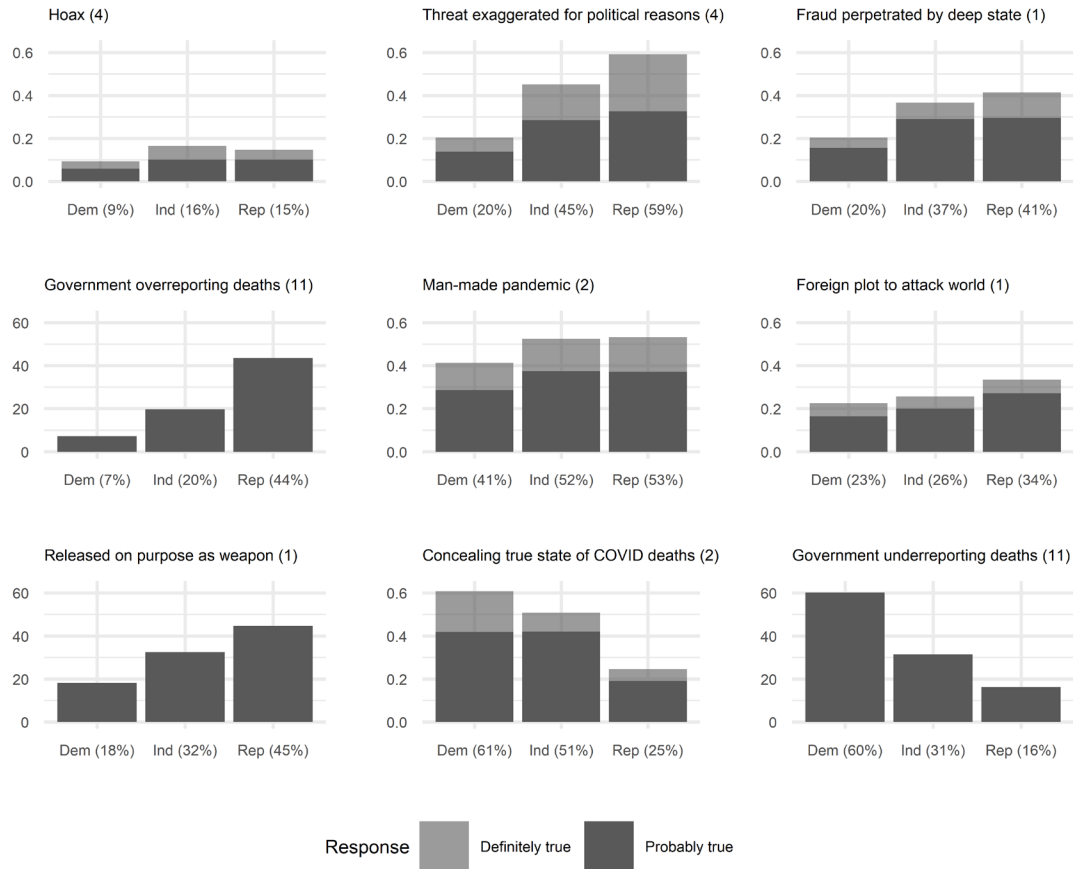 Hoax (4)
Threat exaggerated for political reasons (4)
Fraud perpetrated by deep state (1)
0.6
0.4
0.2
0.0
Dem (9%) Ind (16%) Rep (15%)
0.6
0.4
0.2
0.0
Dem (20%) Ind (45%) Rep (59%)
0.6
0.4
0.2
0.0
Dem (20%) Ind (37%) Rep (41%)
Government overreporting deaths (11)
Man-made pandemic (2)
Foreign plot to attack world (1)
60
40
20
0
Dem (7%) Ind (20%) Rep (44%)
0.6
0.4
0.2
0.0
Dem (41%) Ind (52%) Rep (53%)
0.6
0.4
0.2
0.0
Dem (23%) Ind (26%) Rep (34%)
Released on purpose as weapon (1)
Concealing true state of COVID deaths (2)
Government underreporting deaths (11)
60
40
20
0
Dem (18%) Ind (32%) Rep (45%)
0.6
0.4
0.2
0.0
Dem (61%) Ind (51%) Rep (25%)
60
40
20
0
Dem (60%) Ind (31%) Rep (16%)
Response Definitely true Probably true